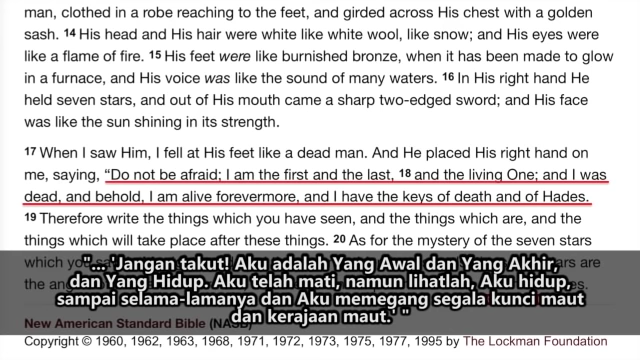 man, clothed in a robe reaching to the feet, and girded across His chest with a golden
sash. 14 His head and His hair were white like white wool, like snow; and His eyes were
like a flame of fire. 15 His feet were like burnished bronze, when it has been made to glow
in a furnace, and His voice was like the sound of many waters. 16 In His right hand He
held seven stars, and out of His mouth came a sharp two-edged sword; and His face
was like the sun shining in its strength.
17 When I saw Him, I fell at His feet like a dead man. And He placed His right hand on
me, saying, “Do not be afraid; I am the first and the last, 18 and the living One; and I was
dead, and behold, I am alive forevermore, and I have the keys of death and of Hades.
19 Therefore write the things which you have seen, and the things which are, and the
things which will take place after these things. 20 As for the mystery of the seven stars
which you
are
the
"... 'Jangan takut! Aku adalah Yang Awal dan Yang Akhir,
dan Yang Hidup. Aku telah mati, namun lihatlah, Aku hidup,
sampai selama-lamanya dan Aku memegang segala kunci maut
dan kerajaan maut.' "
New American Standard Bible (NASB)
Copyright © 1960, 1962, 1963, 1968, 1971, 1972, 1973, 1975, 1977, 1995 by The Lockman Foundation